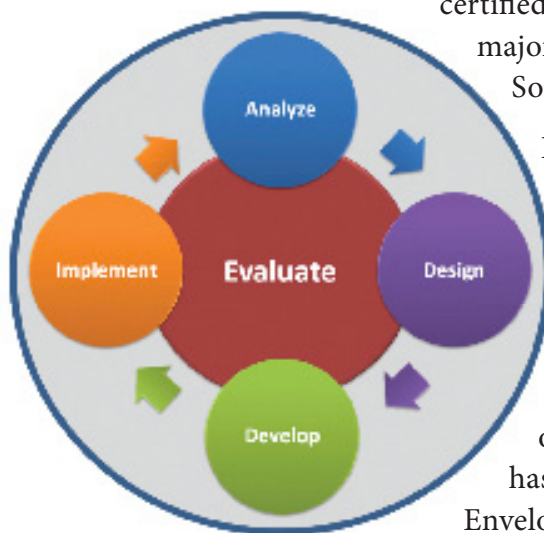 certified
major
So
Analyze
Implement
Evaluate
Design
Develop
has
Envelo